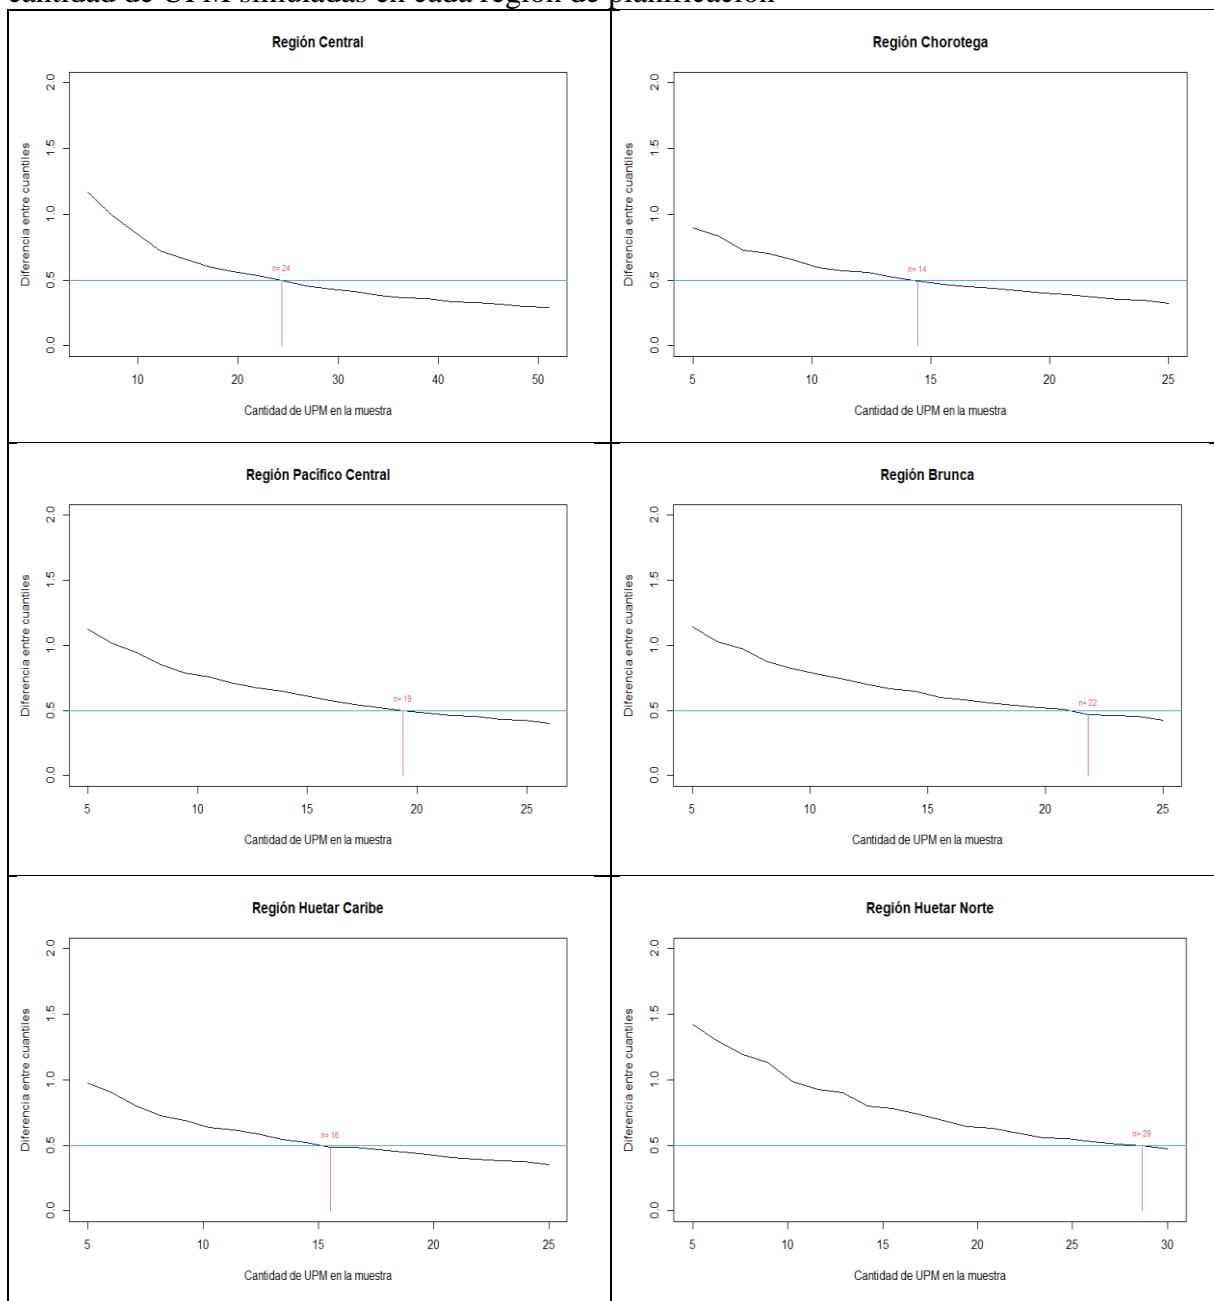 cantidad de UPM simuladas en cada región de planificación
Región Central
Diferencia entre cuantiles
2.0
1.5
1.0
0.5
0.0
n= 24
10 20 30 40 50
Cantidad de UPM en la muestra
Región Chorotega
Diferencia entre cuantiles
2.0
1.5
1.0
0.5
0.0
n= 14
5 10 15 20 25
Cantidad de UPM en la muestra
Región Pacífico Central
Diferencia entre cuantiles
2.0
1.5
1.0
0.5
0.0
n= 19
5 10 15 20 25
Cantidad de UPM en la muestra
Región Brunca
Diferencia entre cuantiles
2.0
1.5
1.0
0.5
0.0
n= 22
5 10 15 20 25
Cantidad de UPM en la muestra
Región Huetar Caribe
Diferencia entre cuantiles
2.0
1.5
1.0
0.5
0.0
n= 16
5 10 15 20 25
Cantidad de UPM en la muestra
Región Huetar Norte
Diferencia entre cuantiles
2.0
1.5
1.0
0.5
0.0
n= 29
5 10 15 20 25 30
Cantidad de UPM en la muestra